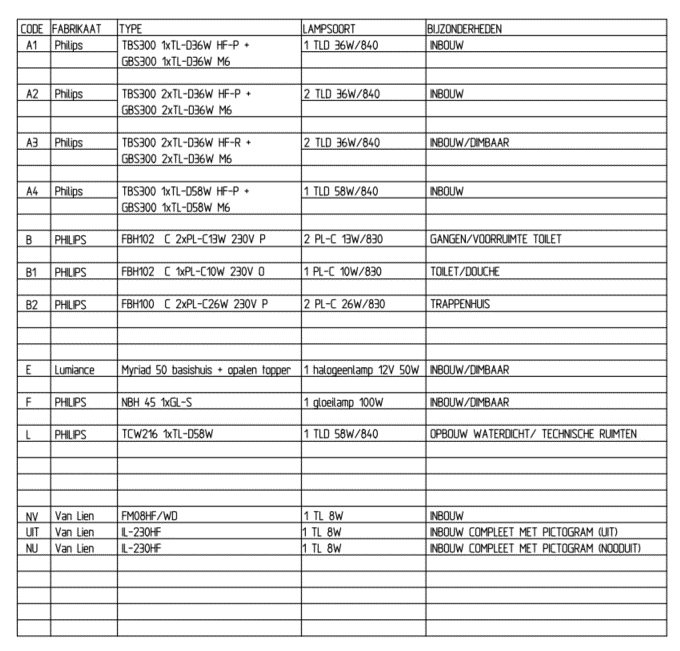 CODE FABRIKAAT TYPE LAMPSOORT BIJZONDERHEDEN
A1 Philips TBS300 1xTL-D36W HF-P + 1 TLD 36W/840 INBOUW
GBS300 1xTL-D36W M6
A2 Philips TBS300 2xTL-D36W HF-P + 2 TLD 36W/840 INBOUW
GBS300 2xTL-D36W M6
A3 Philips TBS300 2xTL-D36W HF-R + 2 TLD 36W/840 INBOUW/DIMBAAR
GBS300 2xTL-D36W M6
A4 Philips TBS300 1xTL-D58W HF-P + 1 TLD 58W/840 INBOUW
GBS300 1xTL-D58W M6
B PHILIPS FBH102 C 2xPL-C13W 230V P 2 PL-C 13W/830 GANGEN/VOORRUIMTE TOILET
B1 PHILIPS FBH102 C 1xPL-C10W 230V O 1 PL-C 10W/830 TOILET/DOUCHE
B2 PHILIPS FBH100 C 2xPL-C26W 230V P 2 PL-C 26W/830 TRAPPENHUIS
E Lumiance Myriad 50 basishuis + opalen topper 1 halogeenlamp 12V 50W INBOUW/DIMBAAR
F PHILIPS NBH 45 1xGL-S 1 gloeilamp 100W INBOUW/DIMBAAR
L PHILIPS TCW216 1xTL-D58W 1 TLD 58W/840 OPBOUW WATERDICHT/ TECHNISCHE RUIMTEN
NV Van Lien FM08HF/WD 1 TL 8W INBOUW
UIT Van Lien IL-230HF 1 TL 8W INBOUW COMPLEET MET PICTOGRAM (UIT)
NU Van Lien IL-230HF 1 TL 8W INBOUW COMPLEET MET PICTOGRAM (NOODUIT)